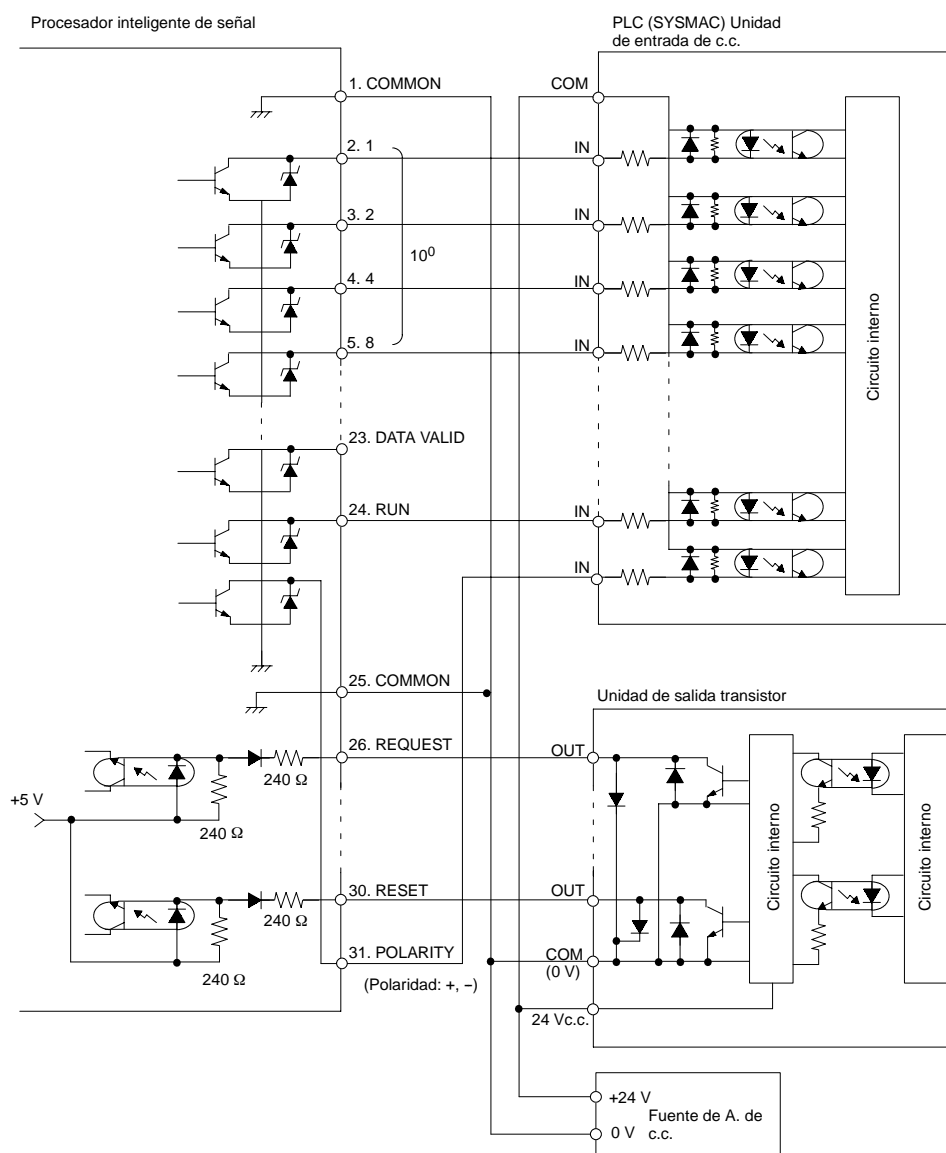 Procesador inteligente de señal
PLC (SYSMAC) Unidad
de entrada de c.c.
1. COMMON
COM
2. 1
IN
3. 2
IN
10⁰
4. 4
IN
5. 8
IN
Circuito interno
23. DATA VALID
24. RUN
IN
IN
25. COMMON
Unidad de salida transistor
26. REQUEST
OUT
240 Ω
+5 V
240 Ω
Circuito interno
Circuito interno
30. RESET
OUT
240 Ω
31. POLARITY
COM
(0 V)
240 Ω
(Polaridad: +, –)
24 Vc.c.
+24 V
Fuente de A. de
c.c.
0 V